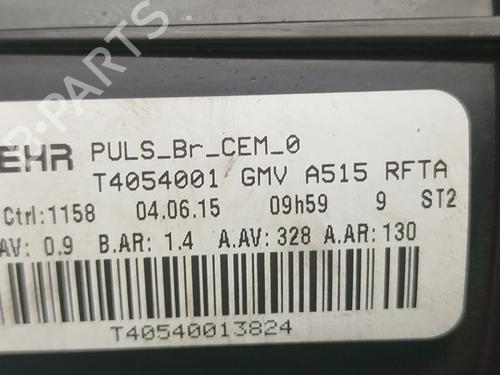 EHR PULS_Br_CEM_0
T4054001 GMV A515 RFTA
Ctrl:1158 04.06.15 09h59 9 ST2
AV: 0.9 B.AR: 1.4 A.AV: 328 A.AR: 130
T40540013824
B-PARTS